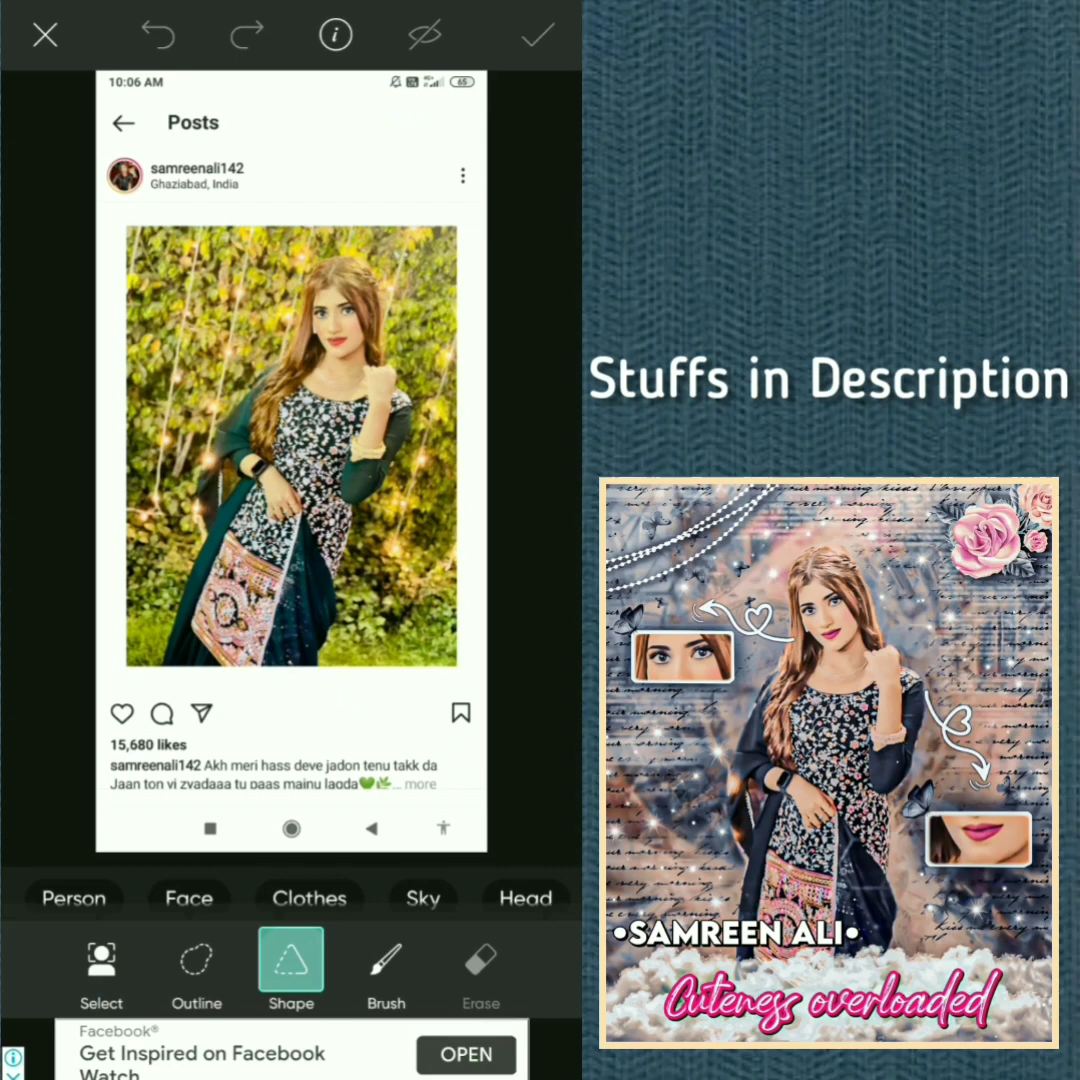 10:06 AM
65
Posts
samreenali142
Ghaziabad, India
15,680 likes
samreenali142 Akh meri hass deve jadon tenu takk da
Jaan ton vi zvadaaa tu paas mainu lagda💚🌿... more
Person
Face
Clothes
Sky
Head
Select
Outline
Shape
Brush
Erase
Facebook®
Get Inspired on Facebook
Watch
OPEN
Stuffs in Description
•SAMREEN ALI•
Cuteness overloaded